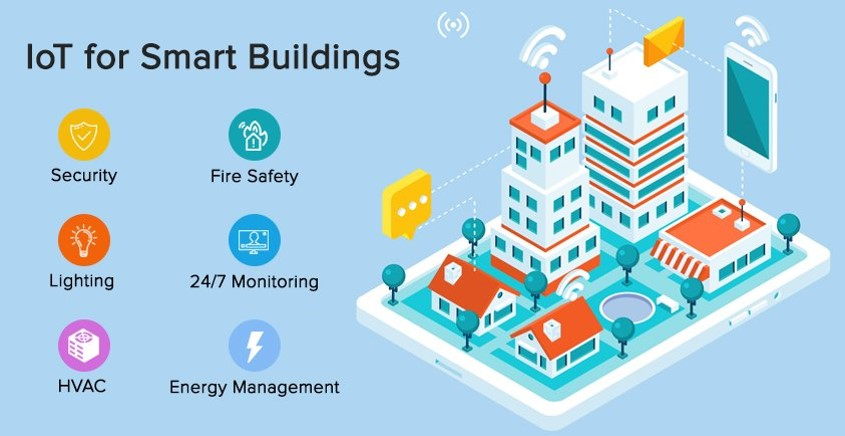 IoT for Smart Buildings
Security
Fire Safety
Lighting
24/7 Monitoring
HVAC
Energy Management